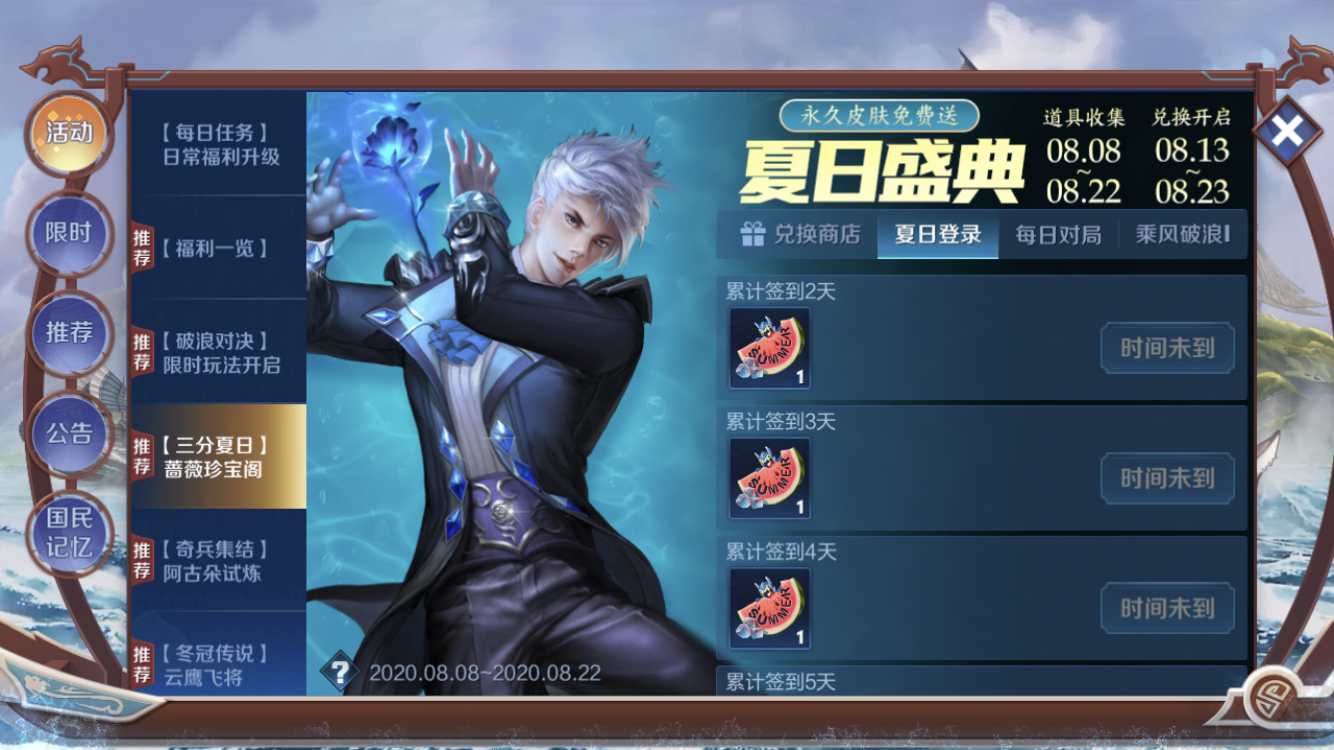 活动
限时
推荐
公告
国民
记忆
【每日任务】
日常福利升级
推荐
【福利一览】
推荐
【破浪对决】
限时玩法开启
推荐
【三分夏日】
蔷薇珍宝阁
推荐
【奇兵集结】
阿古朵试炼
推荐
【冬冠传说】
云鹰飞将
永久皮肤免费送
夏日盛典
道具收集
08.08
~
08.22
兑换开启
08.13
~
08.23
兑换商店
夏日登录
每日对局
乘风破浪I
累计签到2天
SUMMER
1
时间未到
累计签到3天
SUMMER
1
时间未到
累计签到4天
SUMMER
1
时间未到
累计签到5天
?
2020.08.08~2020.08.22